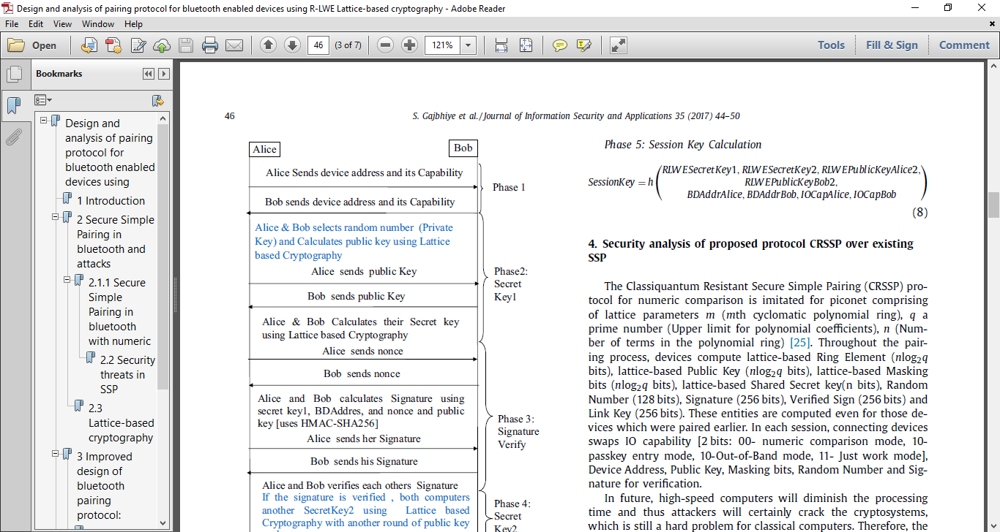 Design and analysis of pairing protocol for bluetooth enabled devices using R-LWE Lattice-based cryptography - Adobe Reader
File Edit View Window Help
Open
46
(3 of 7)
121%
Tools
Fill & Sign
Comment
Bookmarks
Design and
analysis of pairing
protocol for
bluetooth enabled
devices using
1 Introduction
2 Secure Simple
Pairing in
bluetooth and
attacks
2.1.1 Secure
Simple
Pairing in
bluetooth
with numeric
2.2 Security
threats in
SSP
2.3
Lattice-based
cryptography
3 Improved
design of
bluetooth
pairing
protocol:
46
S. Gajbhiye et al./Journal of Information Security and Applications 35 (2017) 44–50
Alice
Bob
Alice Sends device address and its Capability
Bob sends device address and its Capability
Phase 1
Alice & Bob selects random number (Private
Key) and Calculates public key using Lattice
based Cryptography
Alice sends public Key
Bob sends public Key
Alice & Bob Calculates their Secret key
using Lattice based Cryptography
Phase2:
Secret
Key1
Alice sends nonce
Bob sends nonce
Alice and Bob calculates Signature using
secret key1, BDAddres, and nonce and public
key [uses HMAC-SHA256]
Alice sends her Signature
Bob sends his Signature
Phase 3:
Signature
Verify
Alice and Bob verifies each others Signature
If the signature is verified , both computers
another SecretKey2 using Lattice based
Cryptography with another round of public key
Phase 4:
Secret
Key2
Phase 5: Session Key Calculation
SessionKey = h(RLWESecretKey1, RLWESecretKey2, RLWEPublicKeyAlice2,
RLWEPublicKeyBob2,
BDAddrAlice, BDAddrBob, IOCapAlice, IOCapBob)
(8)
4. Security analysis of proposed protocol CRSSP over existing
SSP
The Classiquantum Resistant Secure Simple Pairing (CRSSP) pro-
tocol for numeric comparison is imitated for piconet comprising
of lattice parameters m (mth cyclomatic polynomial ring), q a
prime number (Upper limit for polynomial coefficients), n (Num-
ber of terms in the polynomial ring) [25]. Throughout the pair-
ing process, devices compute lattice-based Ring Element (nlog₂q
bits), lattice-based Public Key (nlog₂q bits), lattice-based Masking
bits (nlog₂q bits), lattice-based Shared Secret key(n bits), Random
Number (128 bits), Signature (256 bits), Verified Sign (256 bits) and
Link Key (256 bits). These entities are computed even for those de-
vices which were paired earlier. In each session, connecting devices
swaps IO capability [2 bits: 00- numeric comparison mode, 10-
passkey entry mode, 10-Out-of-Band mode, 11- Just work mode],
Device Address, Public Key, Masking bits, Random Number and Sig-
nature for verification.
In future, high-speed computers will diminish the processing
time and thus attackers will certainly crack the cryptosystems,
which is still a hard problem for classical computers. Therefore, the